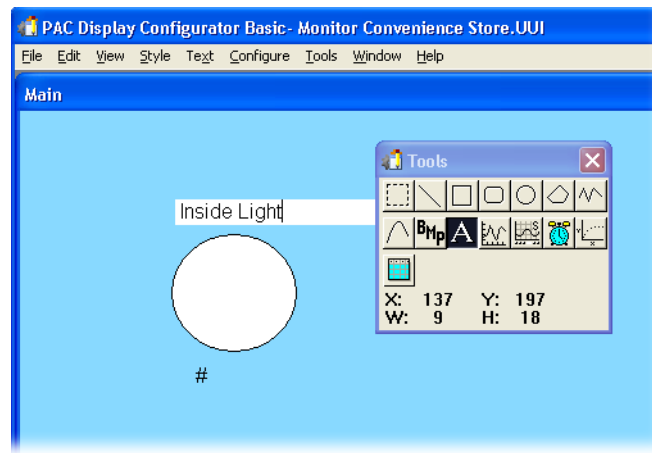 PAC Display Configurator Basic- Monitor Convenience Store.UUI
File Edit View Style Text Configure Tools Window Help
Main
Tools
Inside Light
BMp A
X: 137 Y: 197
W: 9 H: 18
#